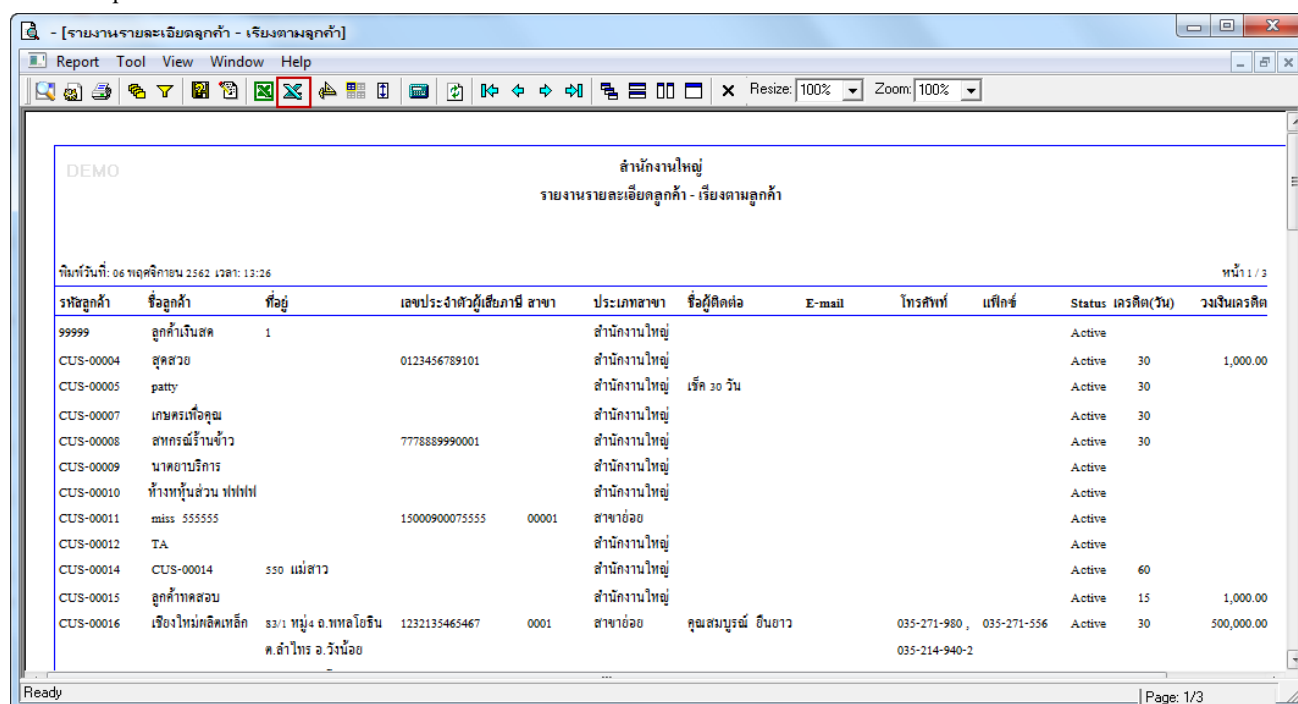 - [รายงานรายละเอียดลูกค้า - เรียงตามลูกค้า]
Report Tool View Window Help
Resize: 100% Zoom: 100%
DEMO
สำนักงานใหญ่
รายงานรายละเอียดลูกค้า - เรียงตามลูกค้า
พิมพ์วันที่: 06 พฤศจิกายน 2562 เวลา: 13:26 หน้า 1 / 3
รหัสลูกค้า ชื่อลูกค้า ที่อยู่ เลขประจำตัวผู้เสียภาษี สาขา ประเภทสาขา ชื่อผู้ติดต่อ E-mail โทรศัพท์ แฟ็กซ์ Status เครดิต(วัน) วงเงินเครดิต
99999 ลูกค้าเงินสด 1 สำนักงานใหญ่ Active
CUS-00004 สุดสวย 0123456789101 สำนักงานใหญ่ Active 30 1,000.00
CUS-00005 patty สำนักงานใหญ่ เช็ค 30 วัน Active 30
CUS-00007 เกษตรเพื่อคุณ สำนักงานใหญ่ Active 30
CUS-00008 สหกรณ์ร้านข้าว 7778889990001 สำนักงานใหญ่ Active 30
CUS-00009 นาดยาบริการ สำนักงานใหญ่ Active
CUS-00010 ห้างหหุ้นส่วน ฟฟฟฟ สำนักงานใหญ่ Active
CUS-00011 miss 555555 15000900075555 00001 สาขาย่อย Active
CUS-00012 TA สำนักงานใหญ่ Active
CUS-00014 CUS-00014 550 แม่สาว สำนักงานใหญ่ Active 60
CUS-00015 ลูกค้าทดสอบ สำนักงานใหญ่ Active 15 1,000.00
CUS-00016 เชียงใหม่ผลิตเหล็ก 83/1 หมู่4 ถ.พหลโยธิน 1232135465467 0001 สาขาย่อย คุณสมบูรณ์ ยืนยาว 035-271-980 , 035-271-556 Active 30 500,000.00
ต.ลำไทร อ.วังน้อย 035-214-940-2
Ready Page: 1/3